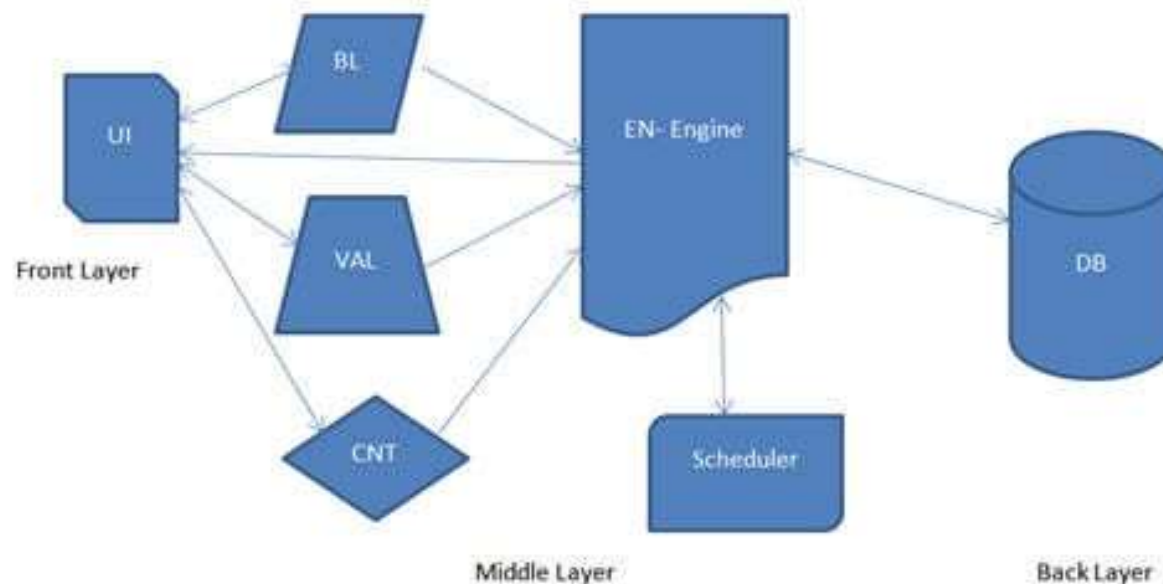 BL
UI
EN- Engine
VAL
DB
Front Layer
CNT
Scheduler
Middle Layer
Back Layer